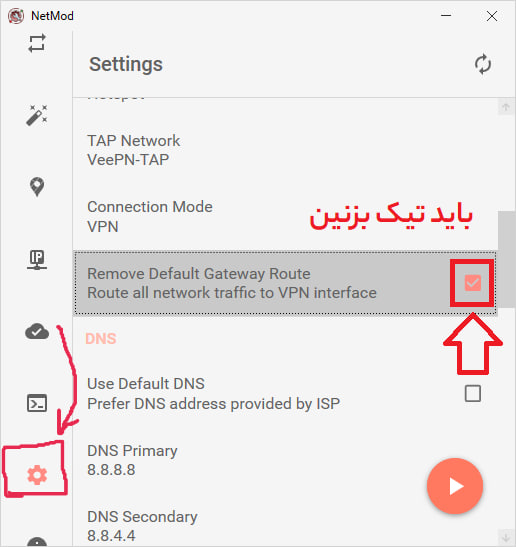 NetMod
Settings
Hotspot
TAP Network
VeePN-TAP
Connection Mode
VPN
باید تیک بزنین
Remove Default Gateway Route
Route all network traffic to VPN interface
DNS
Use Default DNS
Prefer DNS address provided by ISP
DNS Primary
8.8.8.8
DNS Secondary
8.8.4.4
IP